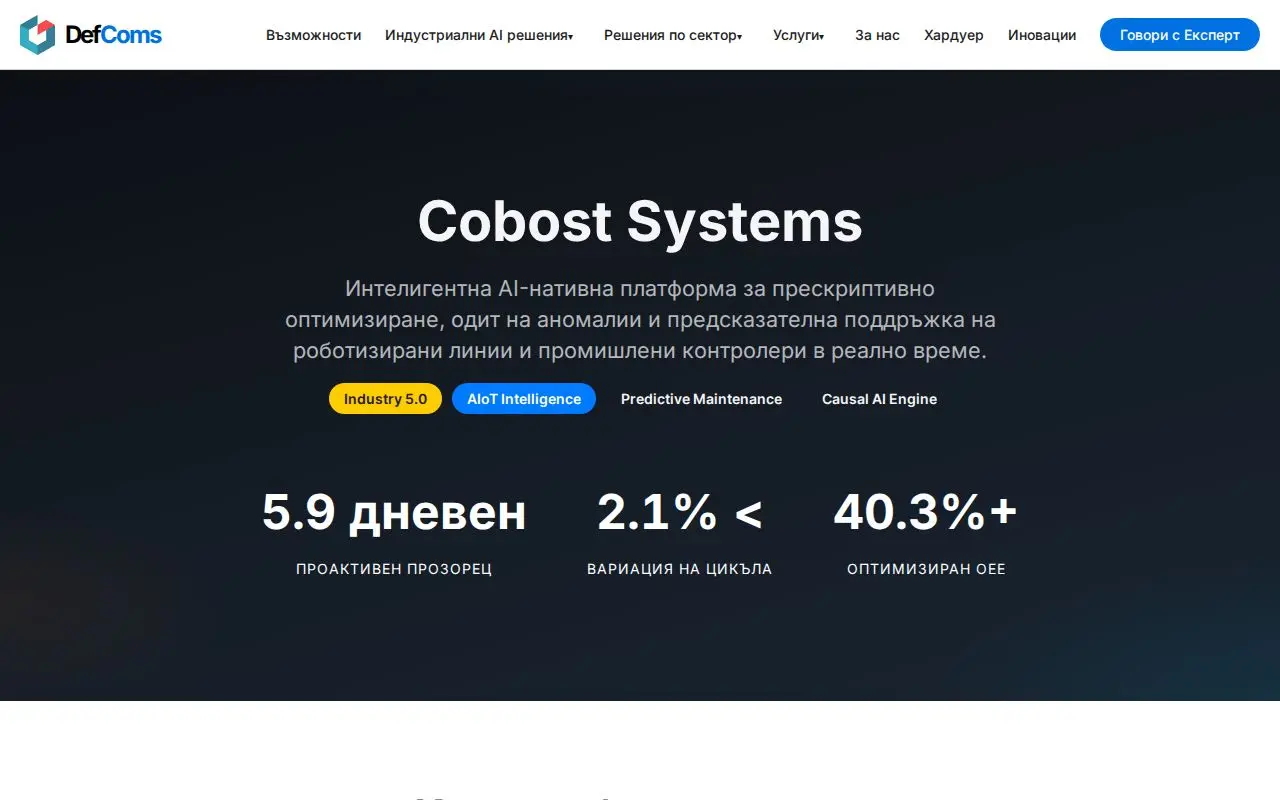 DefComs
Възможности
Индустриални AI решения▾
Решения по сектор▾
Услуги▾
За нас
Хардуер
Иновации
Говори с Експерт
Cobost Systems
Интелигентна AI-нативна платформа за прескриптивно
оптимизиране, одит на аномалии и предсказателна поддръжка на
роботизирани линии и промишлени контролери в реално време.
Industry 5.0
AIoT Intelligence
Predictive Maintenance
Causal AI Engine
5.9 дневен
ПРОАКТИВЕН ПРОЗОРЕЦ
2.1% <
ВАРИАЦИЯ НА ЦИКЪЛА
40.3%+
ОПТИМИЗИРАН OEE